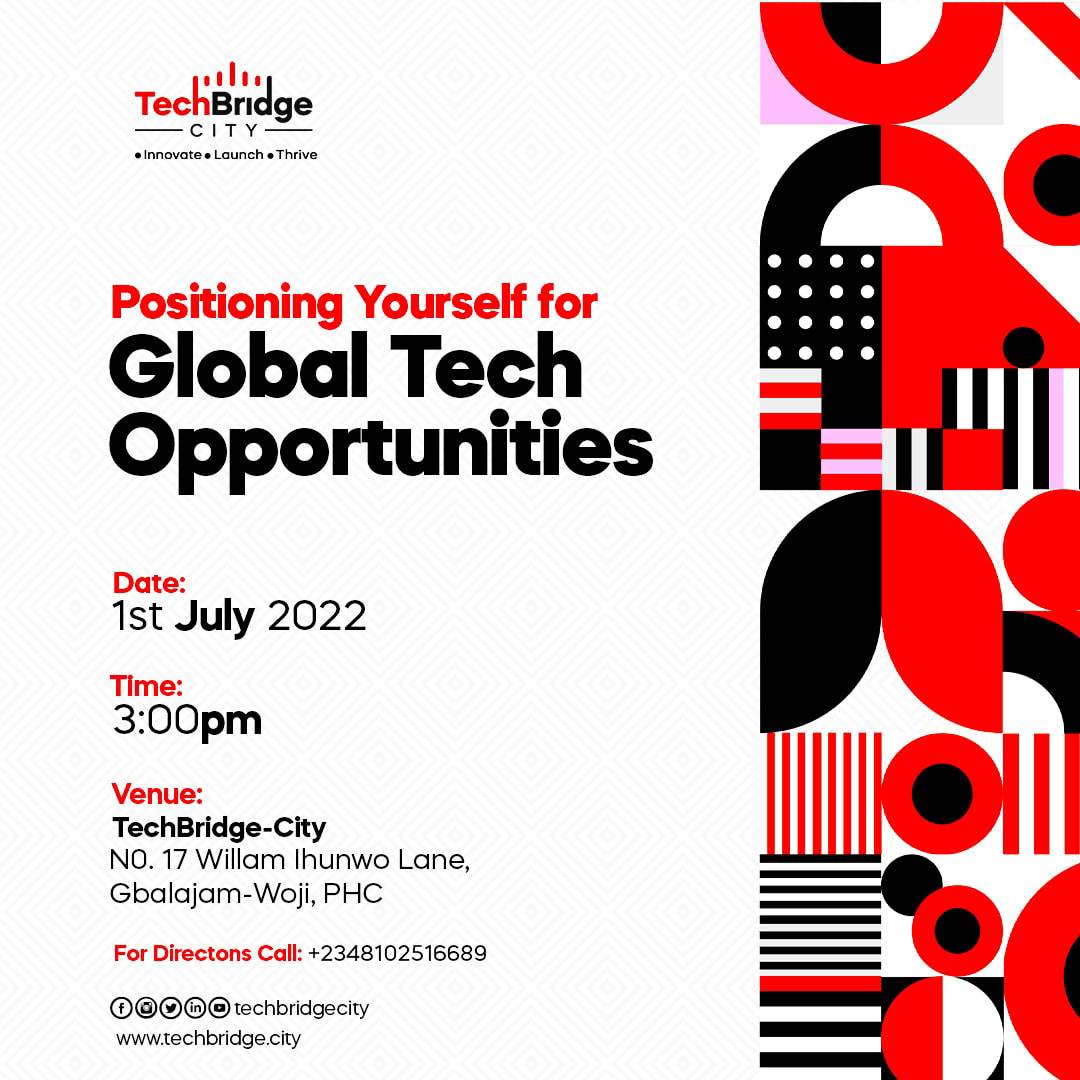 TechBridge
CITY
•Innovate •Launch •Thrive
Positioning Yourself for
Global Tech
Opportunities
Date:
1st July 2022
Time:
3:00pm
Venue:
TechBridge-City
N0. 17 Willam Ihunwo Lane,
Gbalajam-Woji, PHC
For Directons Call: +2348102516689
techbridgecity
www.techbridge.city